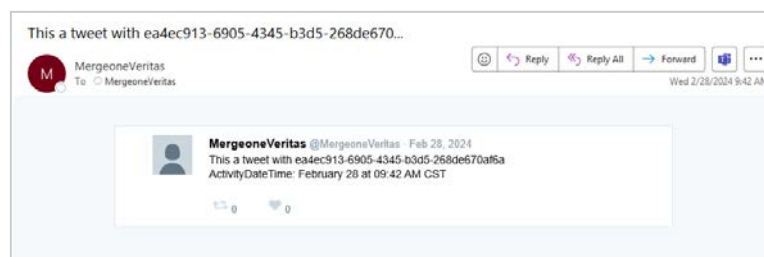 This a tweet with ea4ec913-6905-4345-b3d5-268de670...
M
MergeoneVeritas
To MergeoneVeritas
Reply
Reply All
Forward
...
Wed 2/28/2024 9:42 AM
MergeoneVeritas @MergeoneVeritas · Feb 28, 2024
This a tweet with ea4ec913-6905-4345-b3d5-268de670af6a
ActivityDateTime: February 28 at 09:42 AM CST
0
0